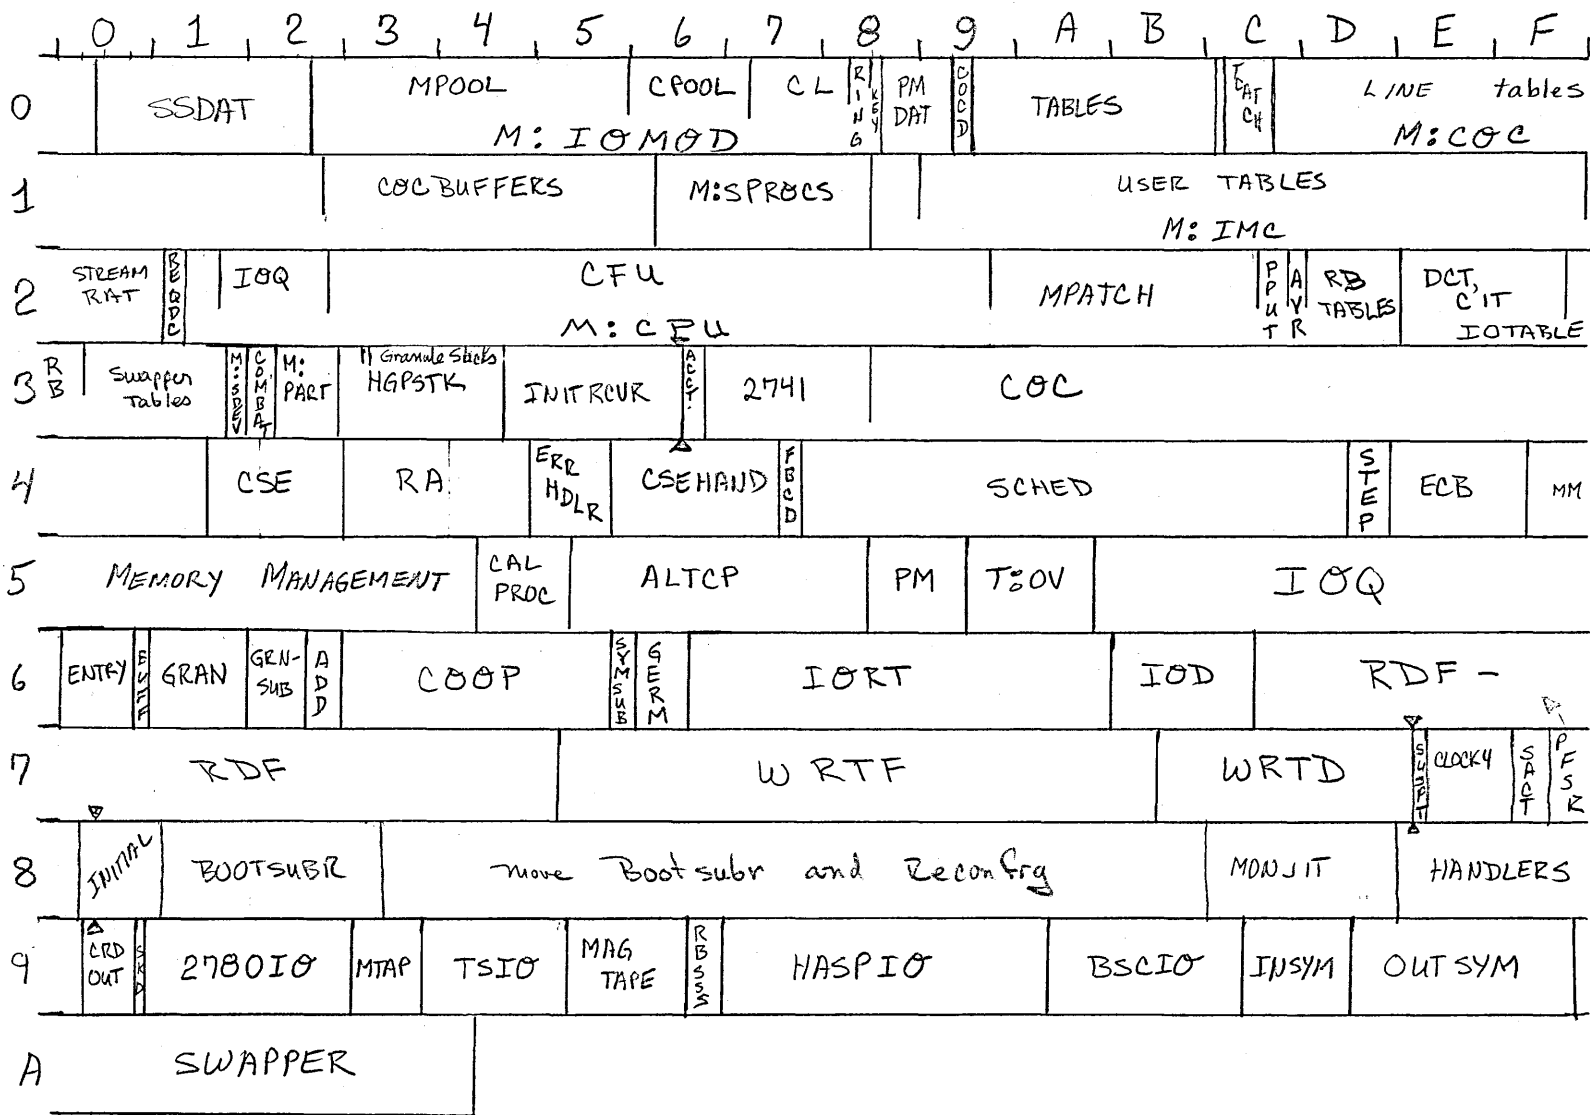 0 1 2 3 4 5 6 7 8 9 A B C D E F
0 SSDAT MPOOL CPOOL CL RING KEY PM DAT COCD TABLES LINE tables
M: IOMOD M:COC
1 COC BUFFERS M:SPROCS USER TABLES
M: IMC
2 STREAM RAT REQDC IOQ CFU MPATCH PPUT AVR RB TABLES DCT, CIT IOTABLE
M: CPU
3 RB Swapper Tables M:SDEV COMBAT M: PART Granule Stacks HGPSTK INITRCVR ACCT. 2741 COC
4 CSE RA ERR HDLR CSEHAND FBCD SCHED STEP ECB MM
5 MEMORY MANAGEMENT CAL PROC ALTCP PM T:OV IOQ
6 ENTRY GRAN GRN-SUB ADD COOP SYMSUB GERM IORT IOD RDF -
7 RDF WRTF WRTD CLOCK4 SACT PFSR
8 INITIAL BOOTSUBR move Bootsubr and Reconfig MONJIT HANDLERS
9 CRD OUT 2780IO MTAP TSIO MAG TAPE RBSSS HASPIO BSCIO INSYM OUTSYM
A SWAPPER